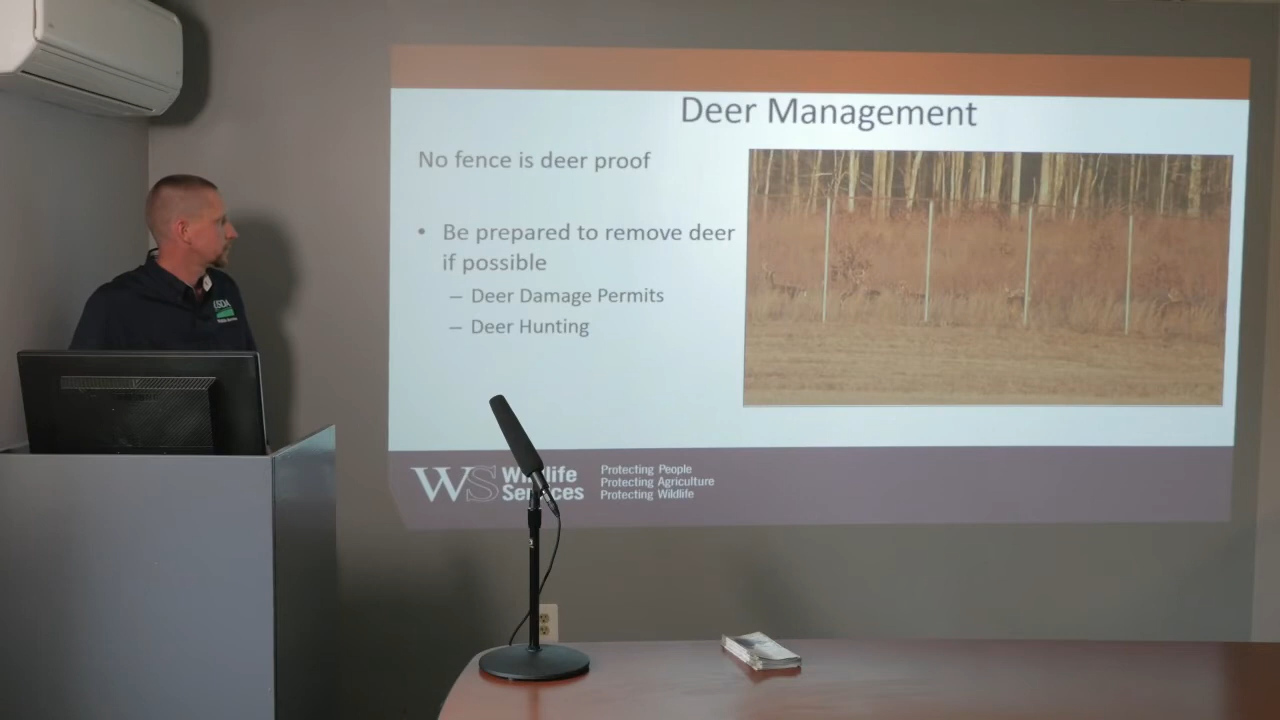 Deer Management
No fence is deer proof
• Be prepared to remove deer
if possible
– Deer Damage Permits
– Deer Hunting
WS Wildlife
Services
Protecting People
Protecting Agriculture
Protecting Wildlife
USDA